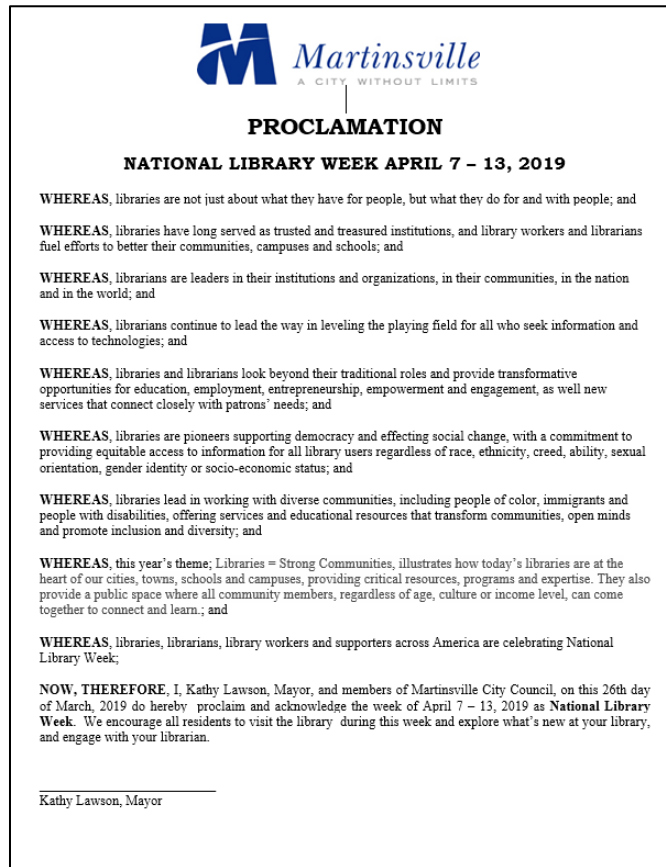 Martinsville
A CITY WITHOUT LIMITS
PROCLAMATION
NATIONAL LIBRARY WEEK APRIL 7 – 13, 2019
WHEREAS, libraries are not just about what they have for people, but what they do for and with people; and
WHEREAS, libraries have long served as trusted and treasured institutions, and library workers and librarians
fuel efforts to better their communities, campuses and schools; and
WHEREAS, librarians are leaders in their institutions and organizations, in their communities, in the nation
and in the world; and
WHEREAS, librarians continue to lead the way in leveling the playing field for all who seek information and
access to technologies; and
WHEREAS, libraries and librarians look beyond their traditional roles and provide transformative
opportunities for education, employment, entrepreneurship, empowerment and engagement, as well new
services that connect closely with patrons’ needs; and
WHEREAS, libraries are pioneers supporting democracy and effecting social change, with a commitment to
providing equitable access to information for all library users regardless of race, ethnicity, creed, ability, sexual
orientation, gender identity or socio-economic status; and
WHEREAS, libraries lead in working with diverse communities, including people of color, immigrants and
people with disabilities, offering services and educational resources that transform communities, open minds
and promote inclusion and diversity; and
WHEREAS, this year’s theme; Libraries = Strong Communities, illustrates how today’s libraries are at the
heart of our cities, towns, schools and campuses, providing critical resources, programs and expertise. They also
provide a public space where all community members, regardless of age, culture or income level, can come
together to connect and learn.; and
WHEREAS, libraries, librarians, library workers and supporters across America are celebrating National
Library Week;
NOW, THEREFORE, I, Kathy Lawson, Mayor, and members of Martinsville City Council, on this 26th day
of March, 2019 do hereby proclaim and acknowledge the week of April 7 – 13, 2019 as National Library
Week. We encourage all residents to visit the library during this week and explore what’s new at your library,
and engage with your librarian.
Kathy Lawson, Mayor